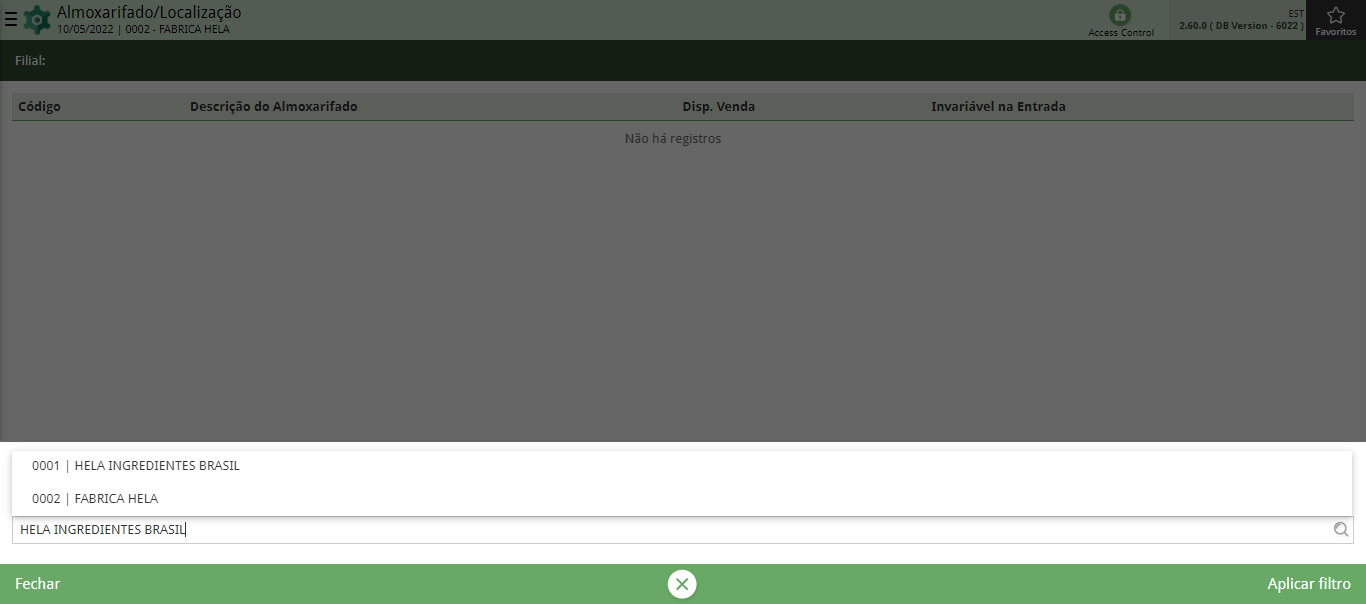 Almoxarifado/Localização
10/05/2022 | 0002 - FABRICA HELA
Access Control
EST
2.60.0 ( DB Version - 6022 )
Favoritos
Filial:
Código Descrição do Almoxarifado Disp. Venda Invariável na Entrada
Não há registros
0001 | HELA INGREDIENTES BRASIL
0002 | FABRICA HELA
HELA INGREDIENTES BRASIL
Fechar Aplicar filtro